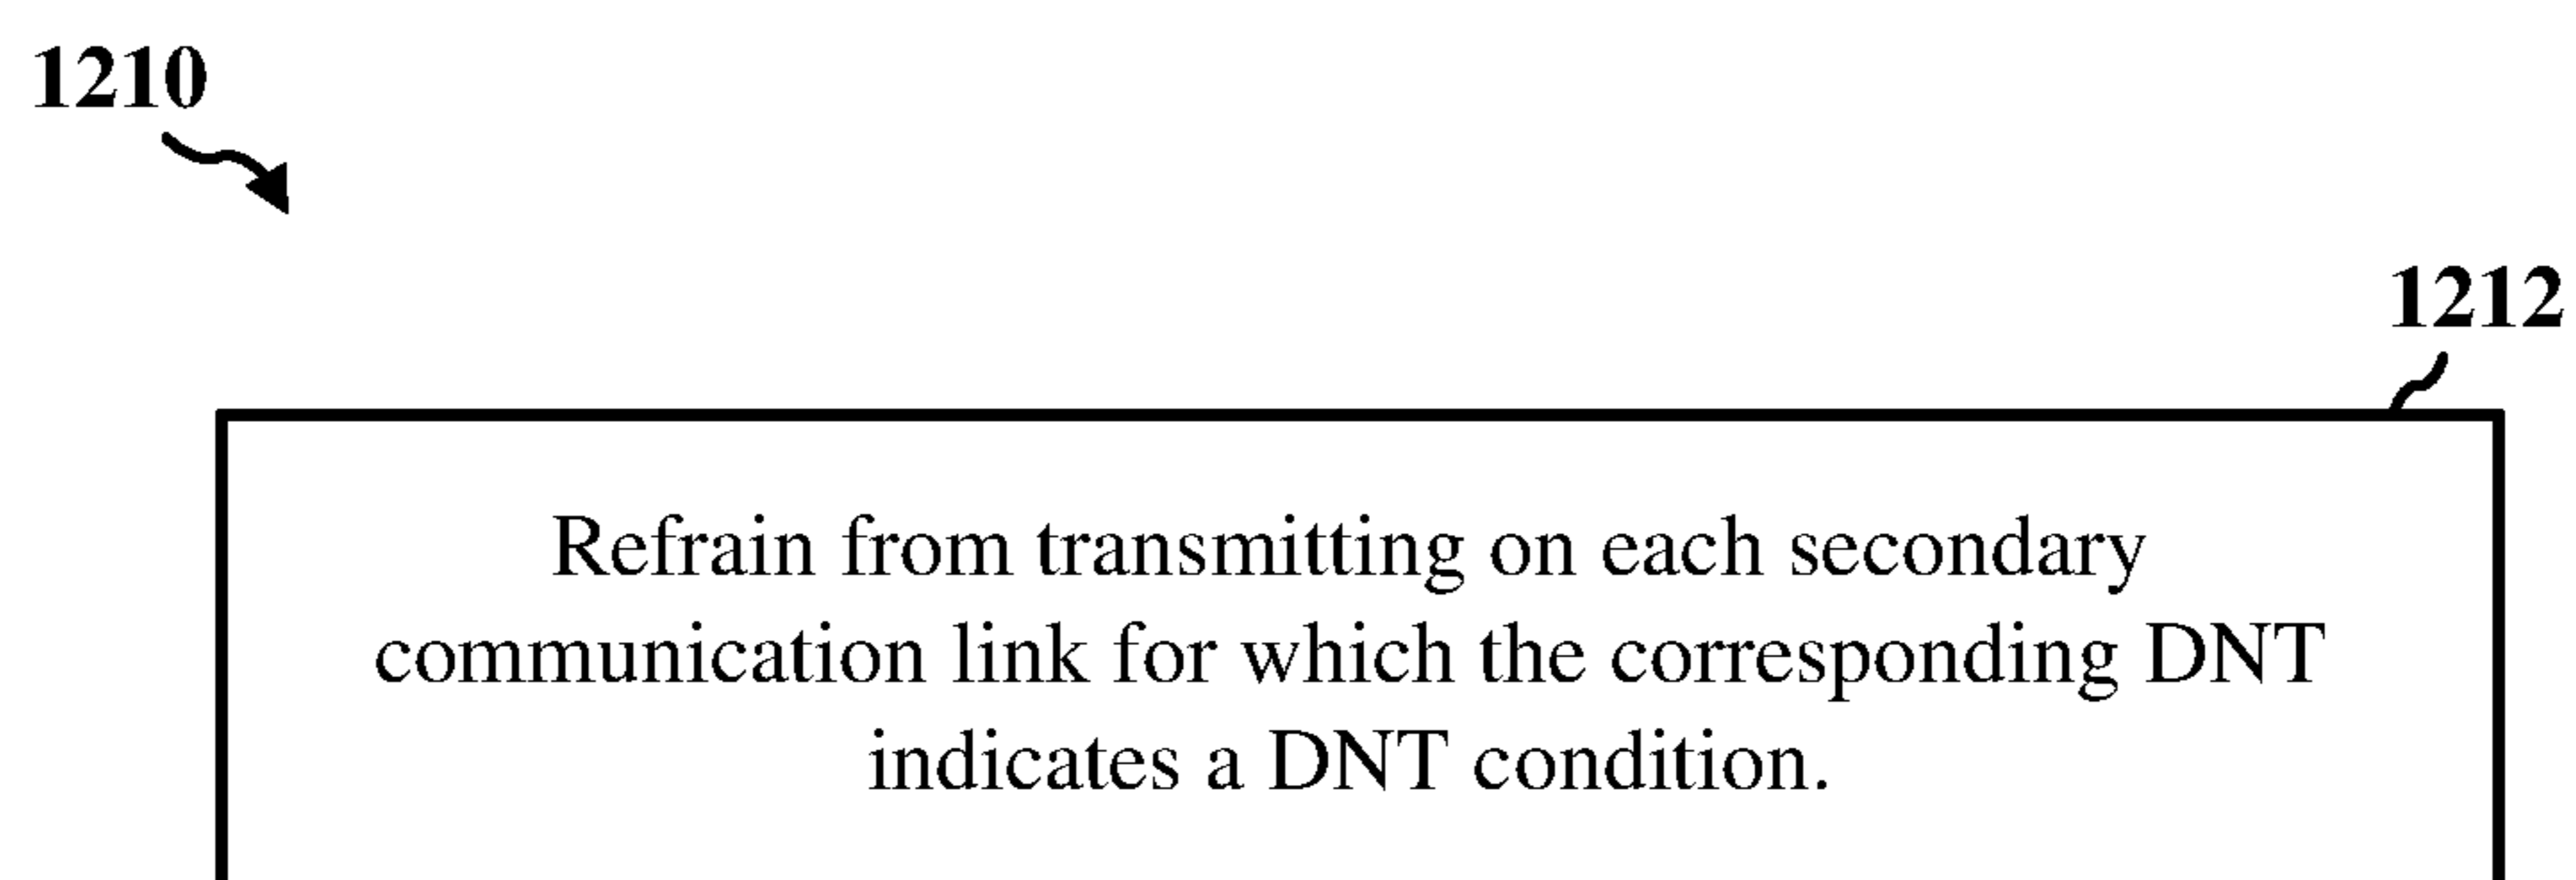 1210
1212
Refrain from transmitting on each secondary
communication link for which the corresponding DNT
indicates a DNT condition.